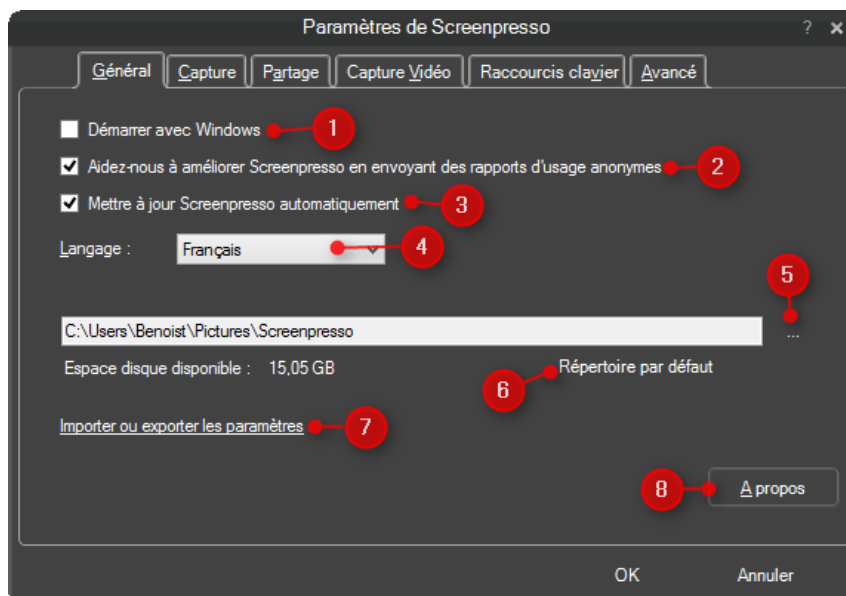 Paramètres de Screenpresso ? ×
Général Capture Partage Capture Vidéo Raccourcis clavier Avancé
Démarrer avec Windows 1
Aidez-nous à améliorer Screenpresso en envoyant des rapports d'usage anonymes 2
Mettre à jour Screenpresso automatiquement 3
Langage : Français 4
5
C:\Users\Benoist\Pictures\Screenpresso ...
Espace disque disponible : 15,05 GB Répertoire par défaut
6
Importer ou exporter les paramètres 7
8 A propos
OK Annuler